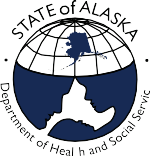 STATE of ALASKA
Department of Heal h and Social Servic